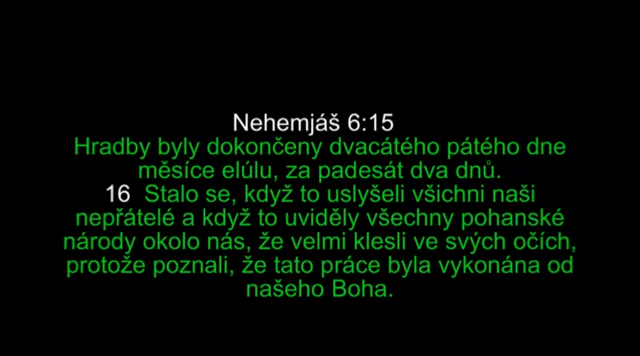 Nehemjáš 6:15
Hradby byly dokončeny dvacátého pátého dne
měsíce elúlu, za padesát dva dnů.
16 Stalo se, když to uslyšeli všichni naši
nepřátelé a když to uviděly všechny pohanské
národy okolo nás, že velmi klesli ve svých očích,
protože poznali, že tato práce byla vykonána od
našeho Boha.